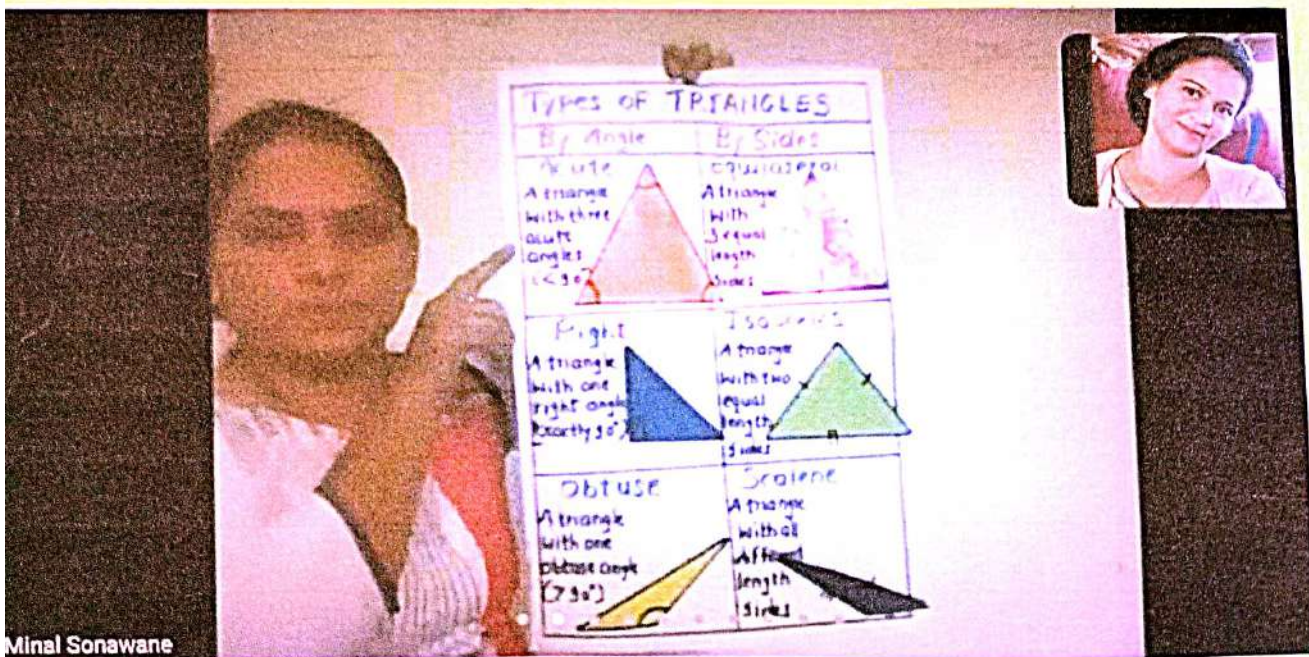 Types OF TRIANGLES
By Angle
By Sides
Acute
A triangle
with three
acute
angles
(<90°)
Equilateral
A triangle
with
3 equal
length
sides
Right
A triangle
with one
right angle
(Exactly 90°)
A triangle
with two
equal
length
sides
Obtuse
A triangle
with one
obtuse angle
(>90°)
Scalene
A triangle
with all
different
length
sides
Minal Sonawane